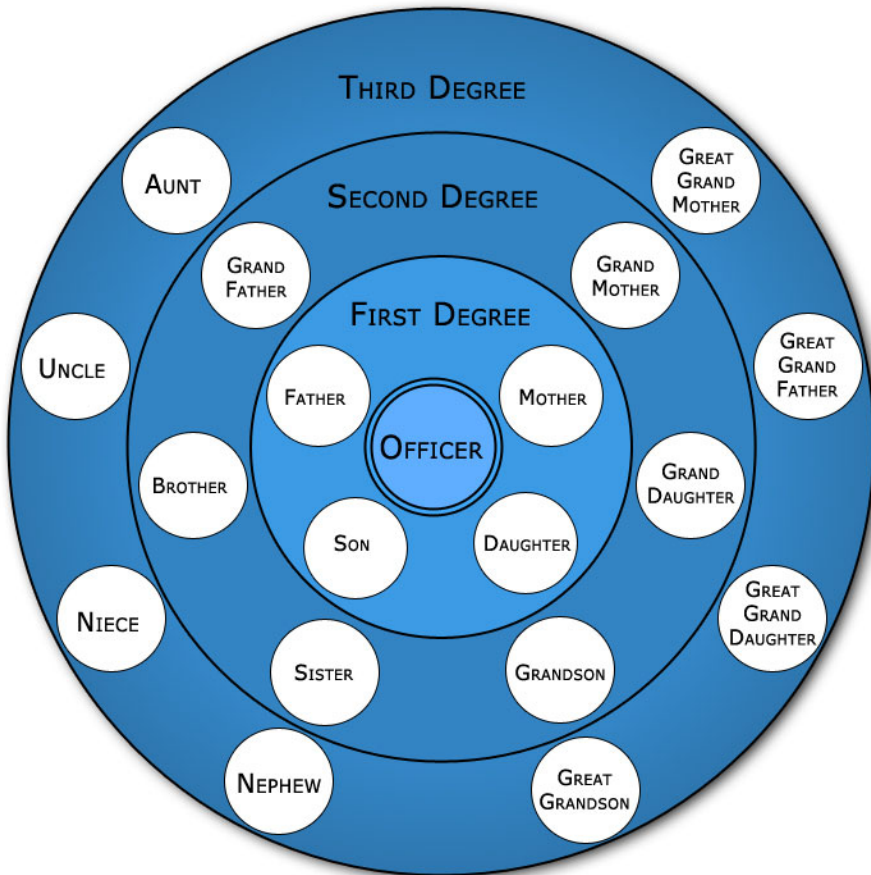 Third Degree
Aunt
Great
Grand
Mother
Second Degree
Grand
Father
Grand
Mother
First Degree
Uncle
Great
Grand
Father
Father
Mother
Officer
Brother
Grand
Daughter
Son
Daughter
Niece
Great
Grand
Daughter
Sister
Grandson
Nephew
Great
Grandson